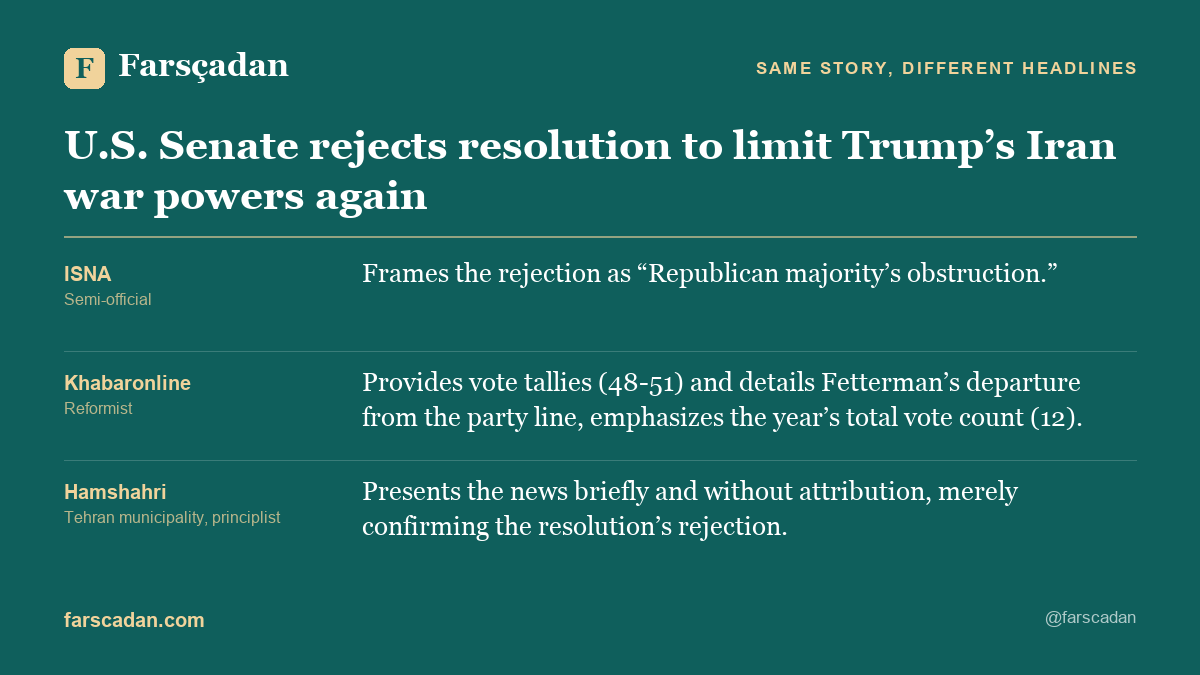 F Farsçadan
SAME STORY, DIFFERENT HEADLINES
U.S. Senate rejects resolution to limit Trump’s Iran
war powers again
ISNA
Semi-official
Frames the rejection as “Republican majority’s obstruction.”
Khabaronline
Reformist
Provides vote tallies (48-51) and details Fetterman’s departure
from the party line, emphasizes the year’s total vote count (12).
Hamshahri
Tehran municipality, principlist
Presents the news briefly and without attribution, merely
confirming the resolution’s rejection.
farscadan.com
@farscadan